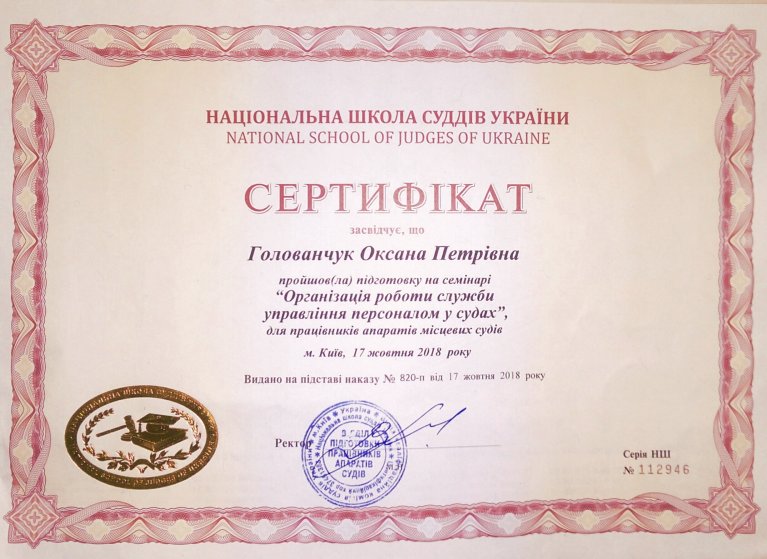 НАЦІОНАЛЬНА ШКОЛА СУДДІВ УКРАЇНИ
NATIONAL SCHOOL OF JUDGES OF UKRAINE
СЕРТИФІКАТ
засвідчує, що
Голованчук Оксана Петрівна
пройшов(ла) підготовку на семінарі
“Організація роботи служби
управління персоналом у судах”,
для працівників апаратів місцевих судів
м. Київ, 17 жовтня 2018 року
Видано на підставі наказу № 820-п від 17 жовтня 2018 року
Ректор
ВІДДІЛ
ПІДГОТОВКИ
ПРАЦІВНИКІВ
АПАРАТІВ
СУДІВ
Серія НШ
№ 112946